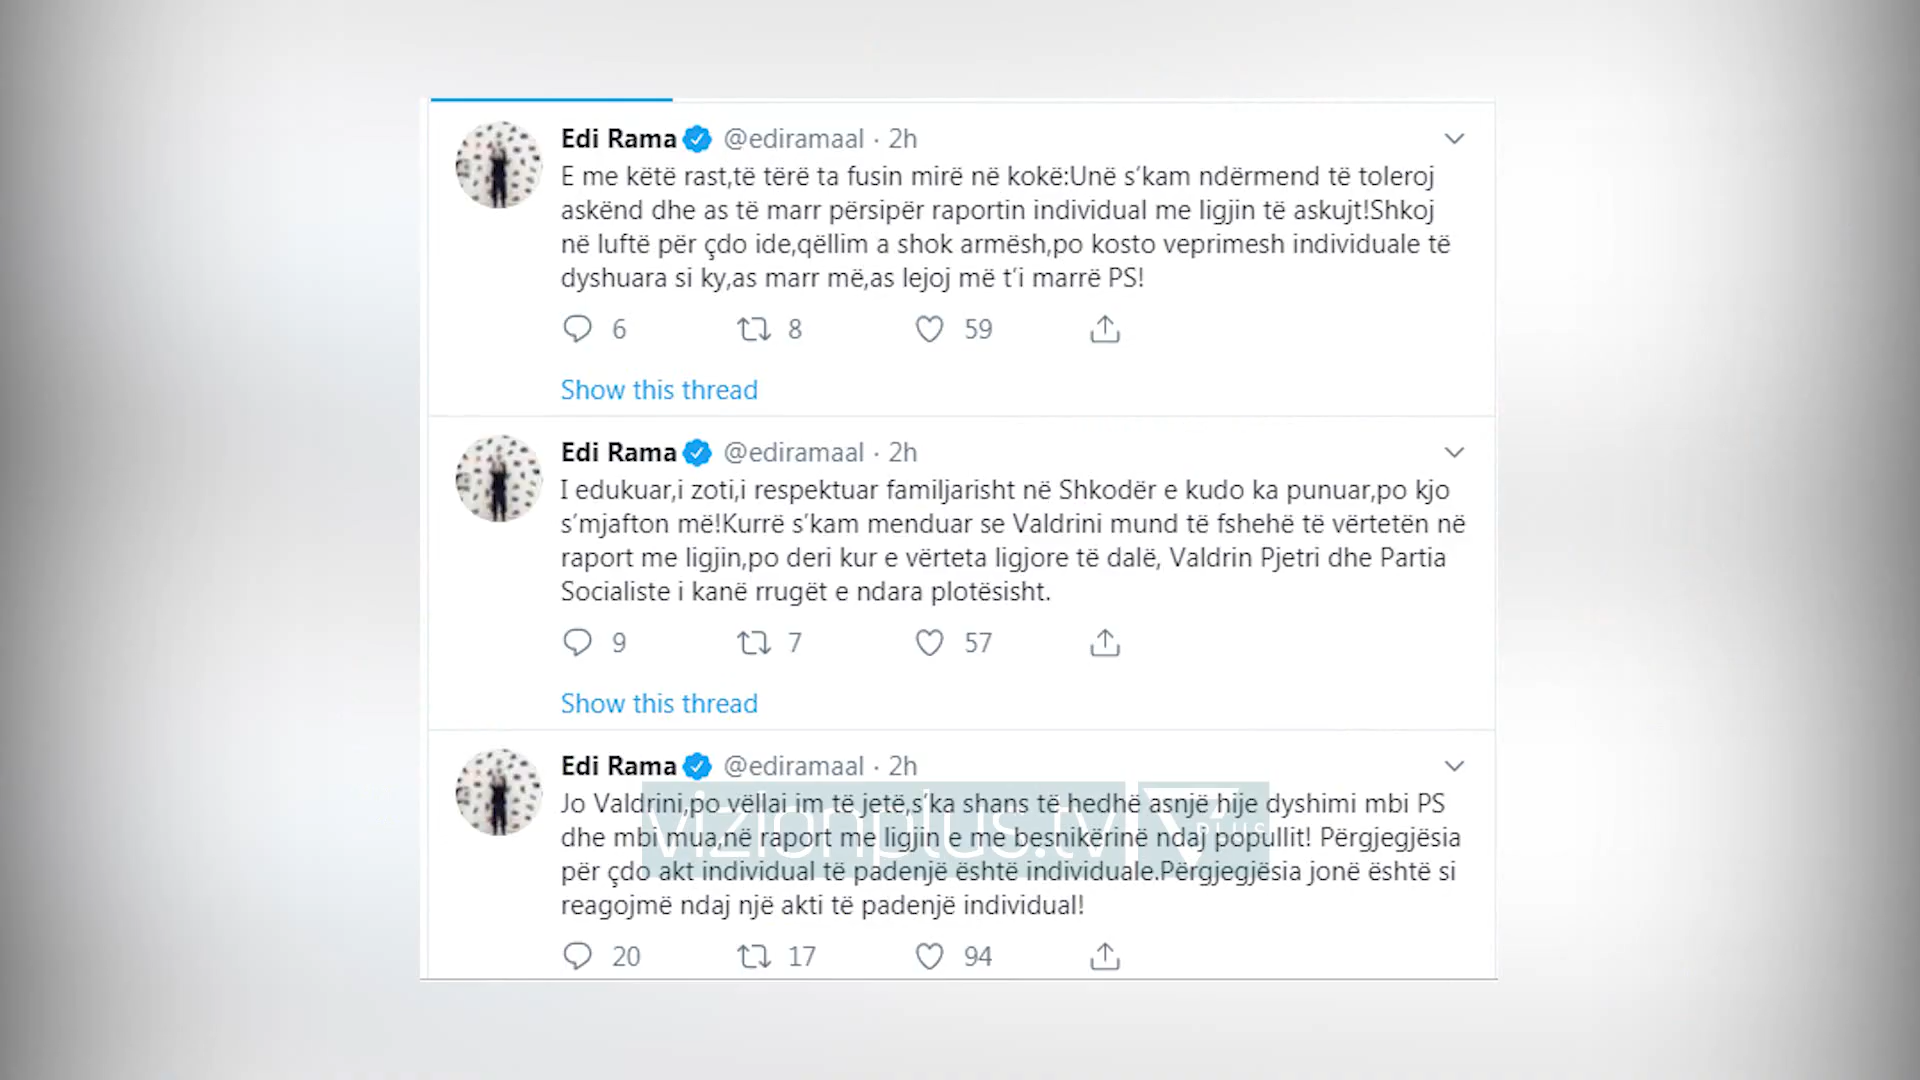 Edi Rama @ediramaal · 2h
E me këtë rast,të tërë ta fusin mirë në kokë:Unë s'kam ndërmend të toleroj
askënd dhe as të marr përsipër raportin individual me ligjin të askujt!Shkoj
në luftë për çdo ide,qëllim a shok armësh,po kosto veprimesh individuale të
dyshuara si ky,as marr më,as lejoj më t'i marrë PS!
6 8 59
Show this thread
Edi Rama @ediramaal · 2h
I edukuar,i zoti,i respektuar familjarisht në Shkodër e kudo ka punuar,po kjo
s'mjafton më!Kurrë s'kam menduar se Valdrini mund të fshehë të vërtetën në
raport me ligjin,po deri kur e vërteta ligjore të dalë, Valdrin Pjetri dhe Partia
Socialiste i kanë rrugët e ndara plotësisht.
9 7 57
Show this thread
Edi Rama @ediramaal · 2h
Jo Valdrini,po vëllai im të jetë,s'ka shans të hedhë asnjë hije dyshimi mbi PS
dhe mbi mua,në raport me ligjin e me besnikërinë ndaj popullit! Përgjegjësia
për çdo akt individual të padenjë është individuale.Përgjegjësia jonë është si
reagojmë ndaj një akti të padenjë individual!
20 17 94
vizionplus.tv V PLUS